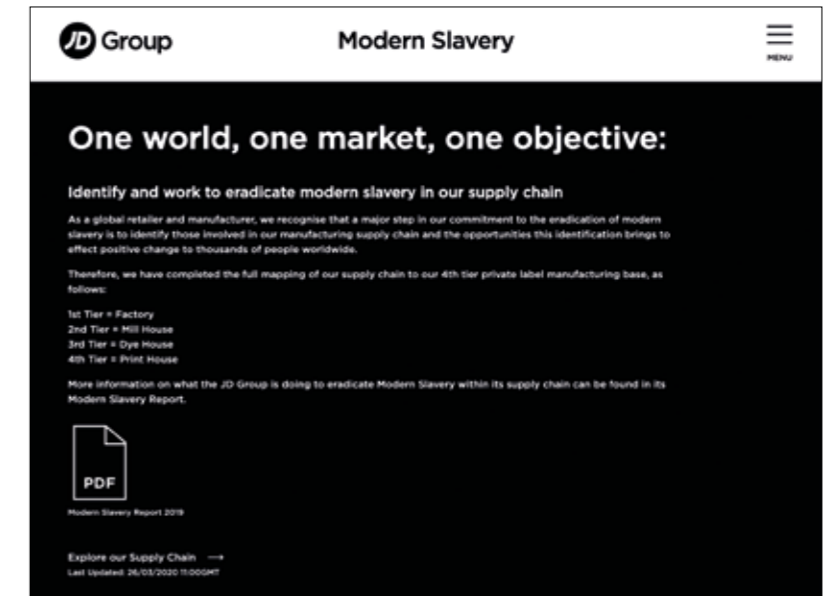 JD Group
Modern Slavery
MENU
One world, one market, one objective:
Identify and work to eradicate modern slavery in our supply chain
As a global retailer and manufacturer, we recognise that a major step in our commitment to the eradication of modern
slavery is to identify those involved in our manufacturing supply chain and the opportunities this identification brings to
effect positive change to thousands of people worldwide.
Therefore, we have completed the full mapping of our supply chain to our 4th tier private label manufacturing base, as
follows:
1st Tier = Factory
2nd Tier = Mill House
3rd Tier = Dye House
4th Tier = Print House
More information on what the JD Group is doing to eradicate Modern Slavery within its supply chain can be found in its
Modern Slavery Report.
PDF
Modern Slavery Report 2019
Explore our Supply Chain →
Last Updated: 26/03/2020 11:00GMT